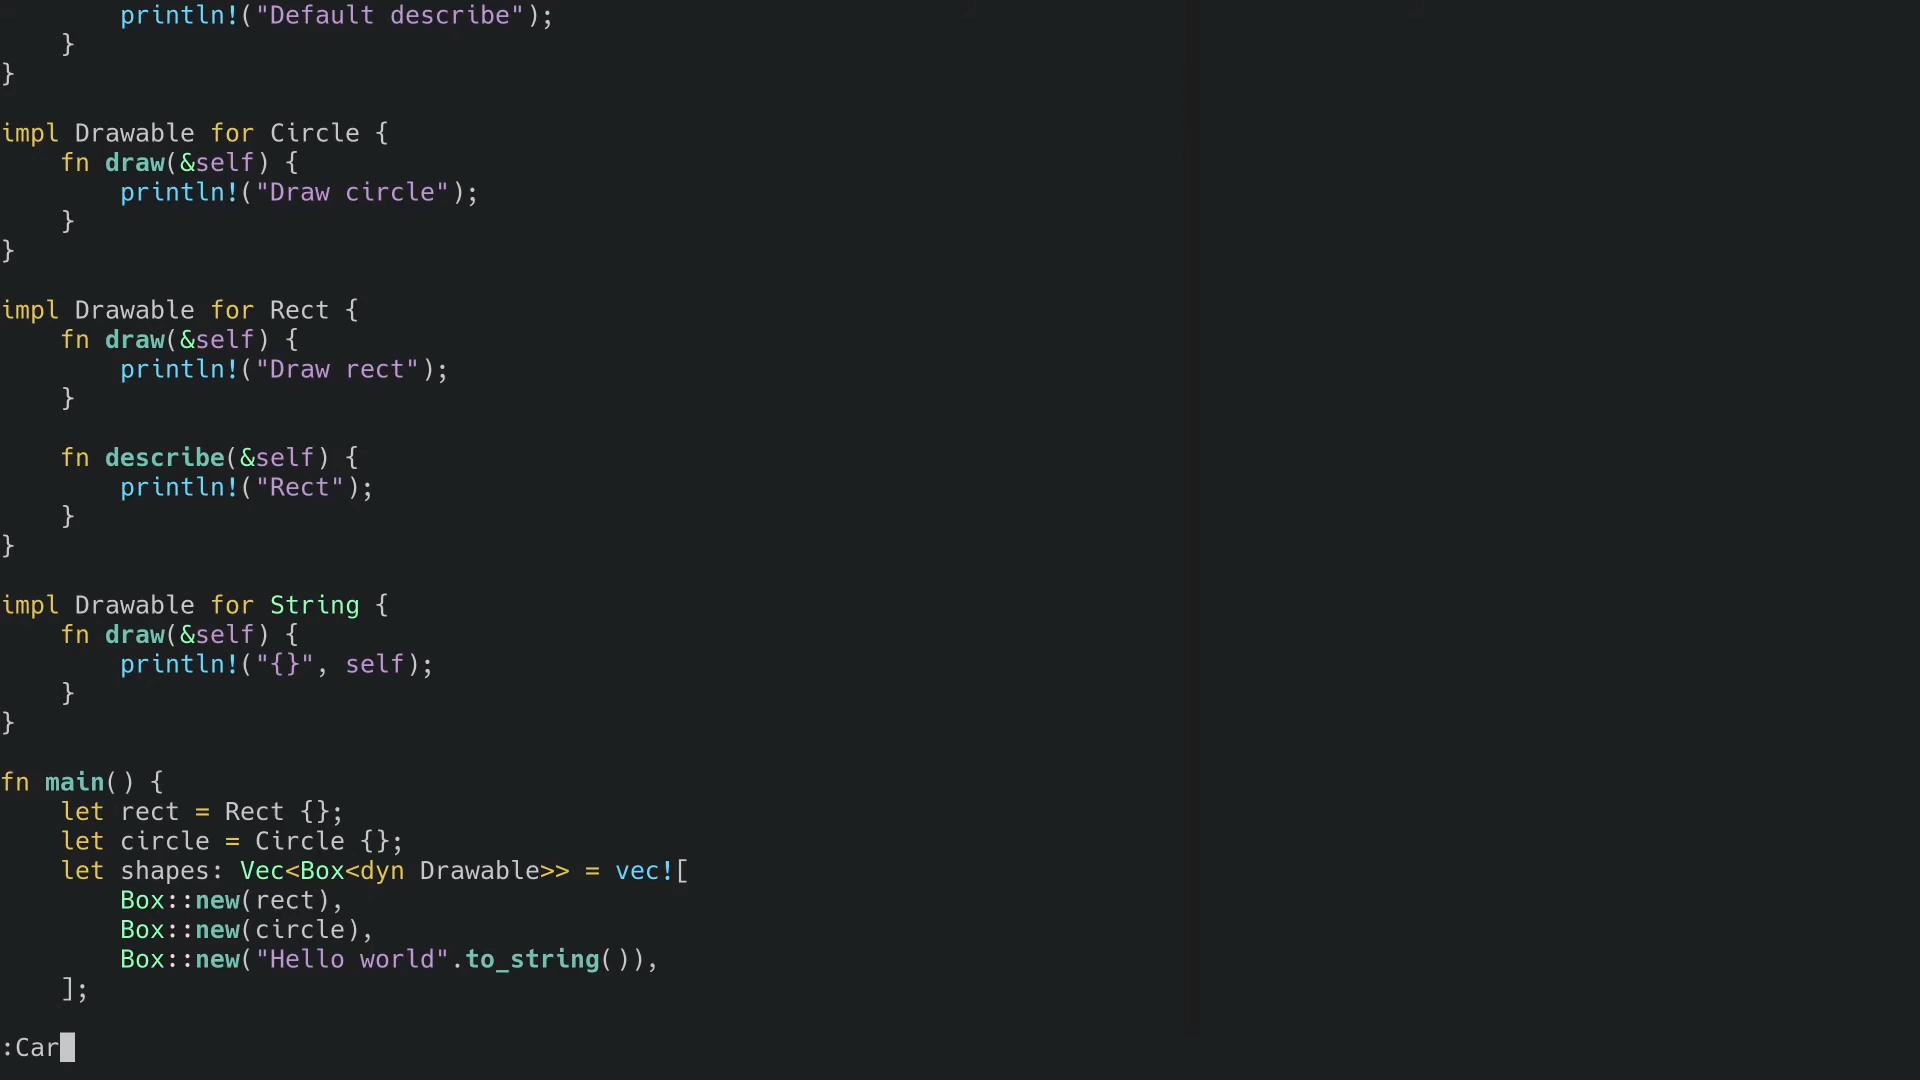 println!("Default describe");
    }
}

impl Drawable for Circle {
    fn draw(&self) {
        println!("Draw circle");
    }
}

impl Drawable for Rect {
    fn draw(&self) {
        println!("Draw rect");
    }

    fn describe(&self) {
        println!("Rect");
    }
}

impl Drawable for String {
    fn draw(&self) {
        println!("{}", self);
    }
}

fn main() {
    let rect = Rect {};
    let circle = Circle {};
    let shapes: Vec<Box<dyn Drawable>> = vec![
        Box::new(rect),
        Box::new(circle),
        Box::new("Hello world".to_string()),
    ];

:Car